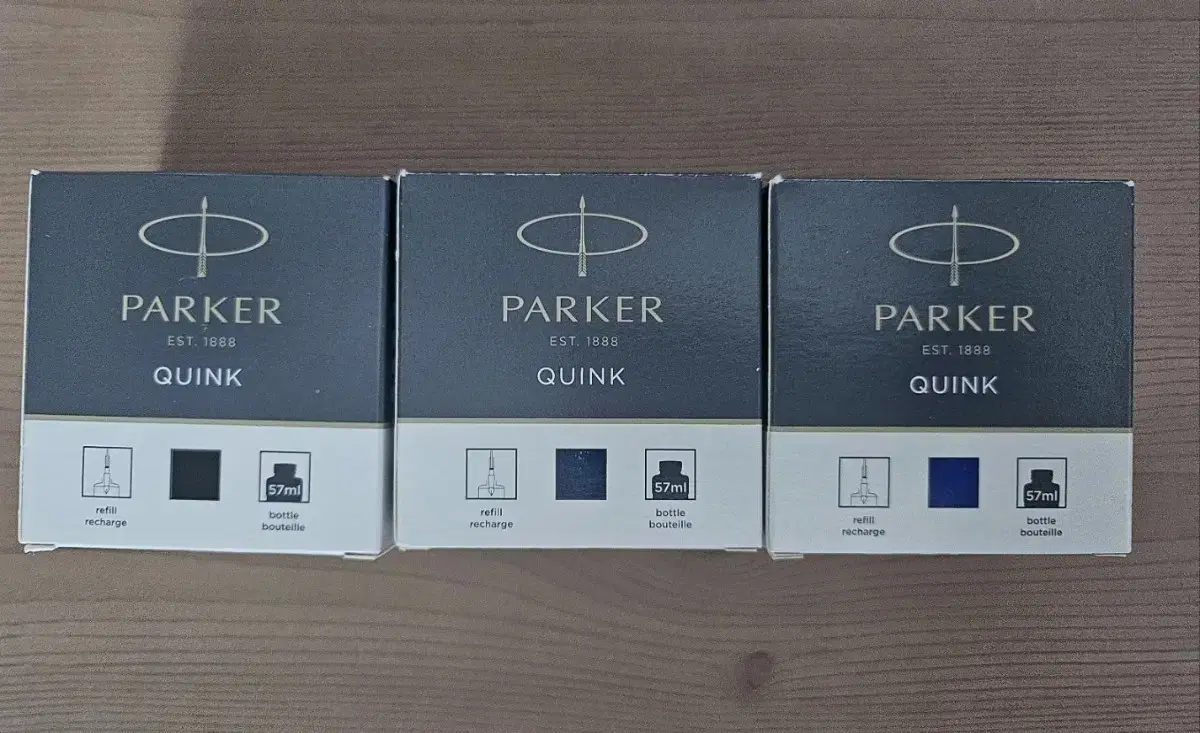 PARKER
EST. 1888
QUINK
refill
recharge
57ml
bottle
bouteille
PARKER
EST. 1888
QUINK
refill
recharge
57ml
bottle
bouteille
PARKER
EST. 1888
QUINK
refill
recharge
57ml
bottle
bouteille